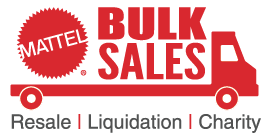 MATTEL
®
BULK
SALES
Resale | Liquidation | Charity